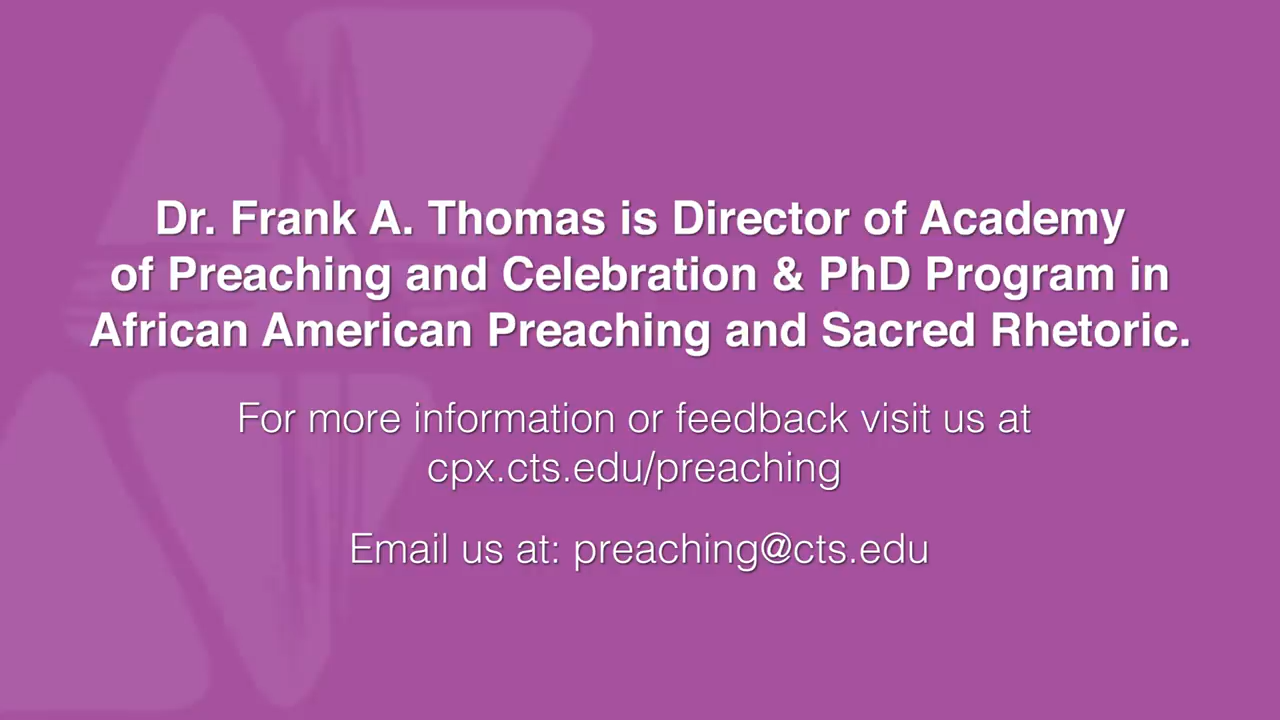 Dr. Frank A. Thomas is Director of Academy
of Preaching and Celebration & PhD Program in
African American Preaching and Sacred Rhetoric.
For more information or feedback visit us at
cpx.cts.edu/preaching
Email us at: preaching@cts.edu